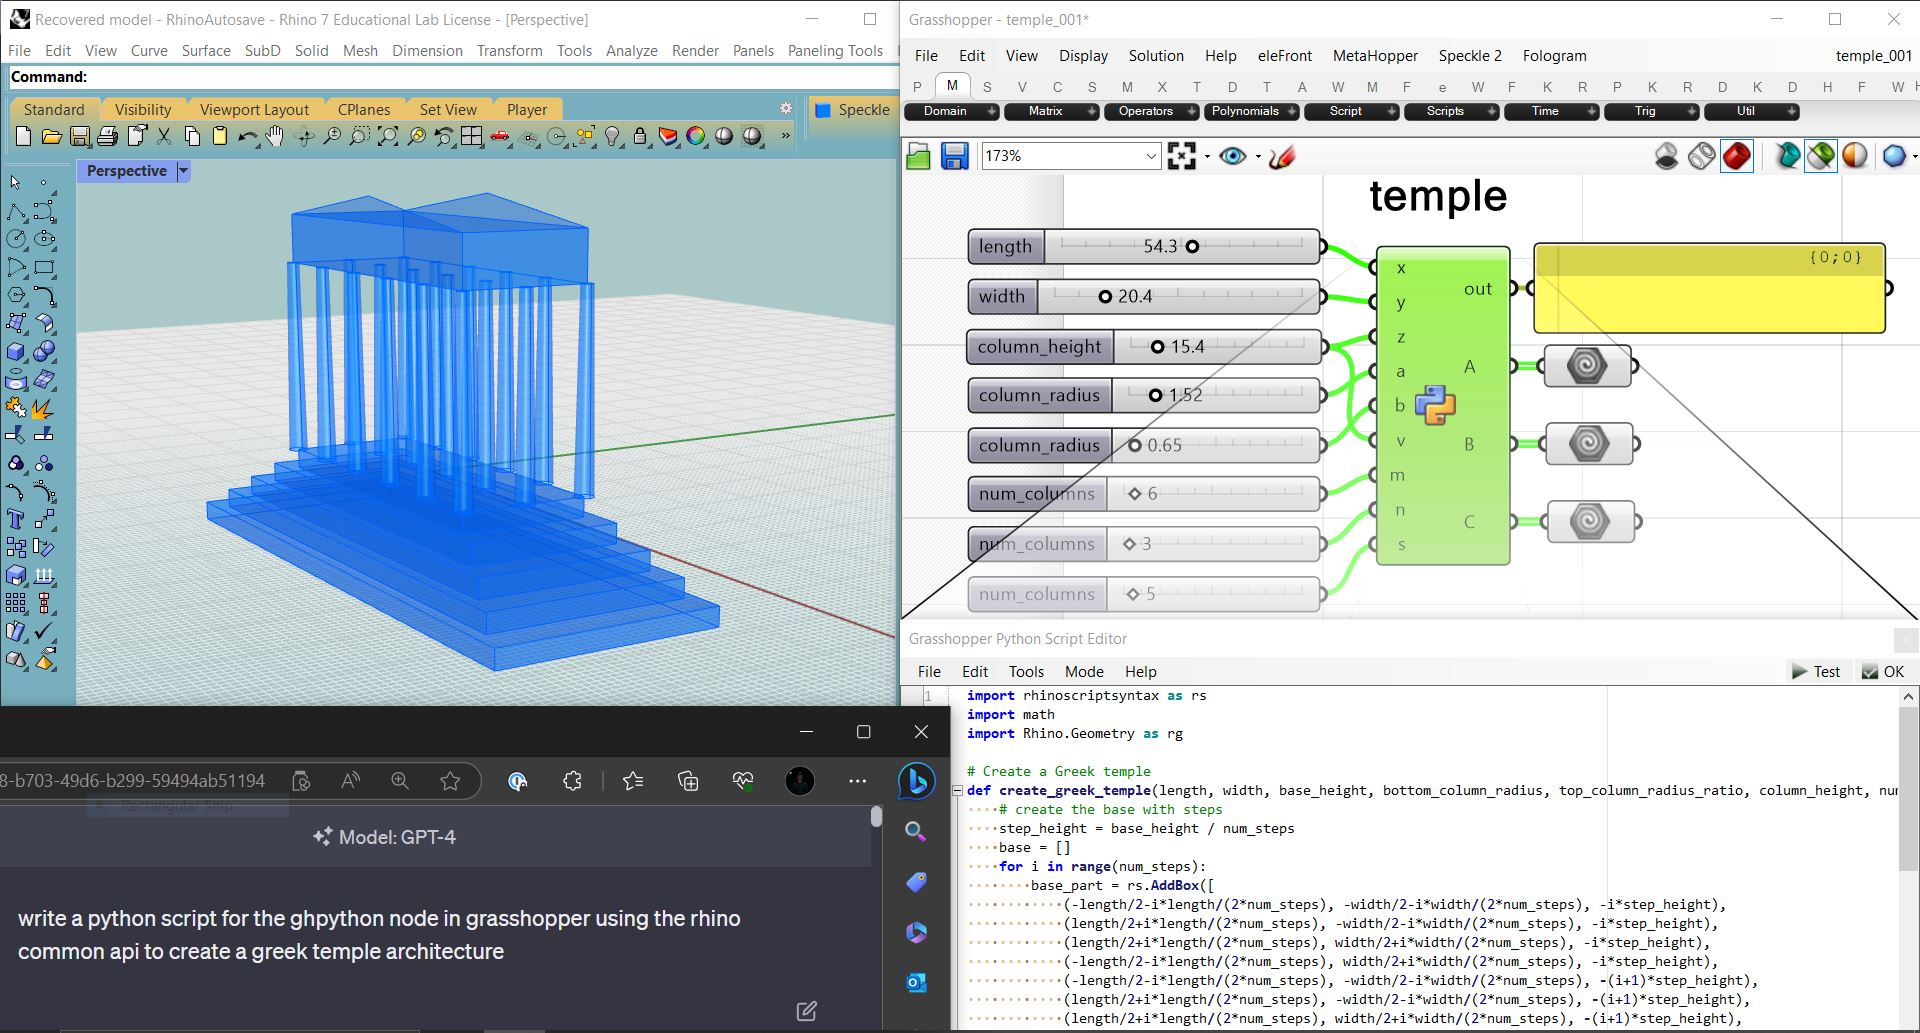 Recovered model - RhinoAutosave - Rhino 7 Educational Lab License - [Perspective]
File Edit View Curve Surface SubD Solid Mesh Dimension Transform Tools Analyze Render Panels Paneling Tools
Command:
Standard Visibility Viewport Layout CPlanes Set View Player
Speckle
Perspective
Grasshopper - temple_001*
File Edit View Display Solution Help eleFront MetaHopper Speckle 2 Fologram temple_001
P M S V C S M X T D T A W M F e W F K R P K R D K D H F W H
Domain Matrix Operators Polynomials Script Scripts Time Trig Util
173%
temple
length 54.3
width 20.4
column_height 15.4
column_radius 1.52
column_radius 0.65
num_columns 6
num_columns 3
num_columns 5
x
y
z
a
b
v
m
n
s
out
A
B
C
{0;0}
Grasshopper Python Script Editor
File Edit Tools Mode Help Test OK
1
import rhinoscriptsyntax as rs
import math
import Rhino.Geometry as rg
# Create a Greek temple
def create_greek_temple(length, width, base_height, bottom_column_radius, top_column_radius_ratio, column_height, nu
# create the base with steps
step_height = base_height / num_steps
base = []
for i in range(num_steps):
base_part = rs.AddBox([
(-length/2-i*length/(2*num_steps), -width/2-i*width/(2*num_steps), -i*step_height),
(length/2+i*length/(2*num_steps), -width/2-i*width/(2*num_steps), -i*step_height),
(length/2+i*length/(2*num_steps), width/2+i*width/(2*num_steps), -i*step_height),
(-length/2-i*length/(2*num_steps), width/2+i*width/(2*num_steps), -i*step_height),
(-length/2-i*length/(2*num_steps), -width/2-i*width/(2*num_steps), -(i+1)*step_height),
(length/2+i*length/(2*num_steps), -width/2-i*width/(2*num_steps), -(i+1)*step_height),
(length/2+i*length/(2*num_steps), width/2+i*width/(2*num_steps), -(i+1)*step_height),
8-b703-49d6-b299-59494ab51194
Rectangular Snip
Model: GPT-4
write a python script for the ghpython node in grasshopper using the rhino
common api to create a greek temple architecture